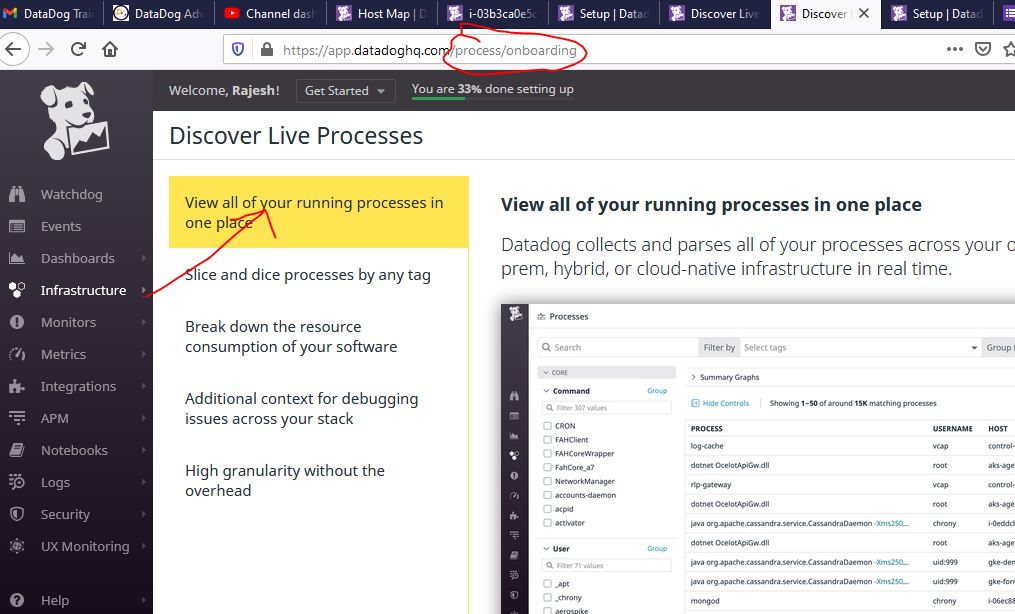 DataDog Trai
DataDog Adv
Channel dash
Host Map | D
i-03b3ca0e5c
Setup | Datad
Discover Live
Discover
Setup | Datad
https://app.datadoghq.com/process/onboarding
Welcome, Rajesh!
Get Started
You are 33% done setting up
Watchdog
Events
Dashboards
Infrastructure
Monitors
Metrics
Integrations
APM
Notebooks
Logs
Security
UX Monitoring
Help
Discover Live Processes
View all of your running processes in
one place
Slice and dice processes by any tag
Break down the resource
consumption of your software
Additional context for debugging
issues across your stack
High granularity without the
overhead
View all of your running processes in one place
Datadog collects and parses all of your processes across your o
prem, hybrid, or cloud-native infrastructure in real time.
Processes
Search
Filter by
Select tags
Group
CORE
Command
Group
Filter 307 values
CRON
FAHClient
FAHCoreWrapper
FahCore_a7
NetworkManager
accounts-daemon
acpid
activator
User
Group
Filter 71 values
_apt
_chrony
aerospike
Summary Graphs
Hide Controls
Showing 1–50 of around 15K matching processes
PROCESS USERNAME HOST
log-cache vcap control-
dotnet OcelotApiGw.dll root aks-age
rlp-gateway vcap control-
dotnet OcelotApiGw.dll root aks-age
java org.apache.cassandra.service.CassandraDaemon -Xms250... chrony i-0eddcb
dotnet OcelotApiGw.dll root aks-age
java org.apache.cassandra.service.CassandraDaemon -Xms250... uid:999 gke-den
java org.apache.cassandra.service.CassandraDaemon -Xms250... uid:999 gke-forr
mongod chrony i-06ec88